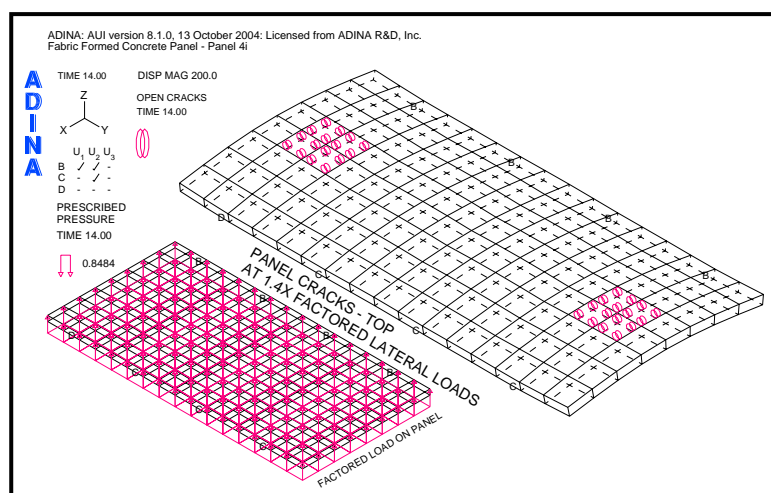 ADINA: AUI version 8.1.0, 13 October 2004: Licensed from ADINA R&D, Inc.
Fabric Formed Concrete Panel - Panel 4i
ADINA
TIME 14.00
DISP MAG 200.0
OPEN CRACKS
TIME 14.00
Z
X Y
U1 U2 U3
B ✓ ✓ -
C - ✓ -
D - - -
PRESCRIBED
PRESSURE
TIME 14.00
0.8484
B
B
B
B
D
C
C
C
PANEL CRACKS - TOP
AT 1.4X FACTORED LATERAL LOADS
B
B
B
B
D
C
C
C
FACTORED LOAD ON PANEL